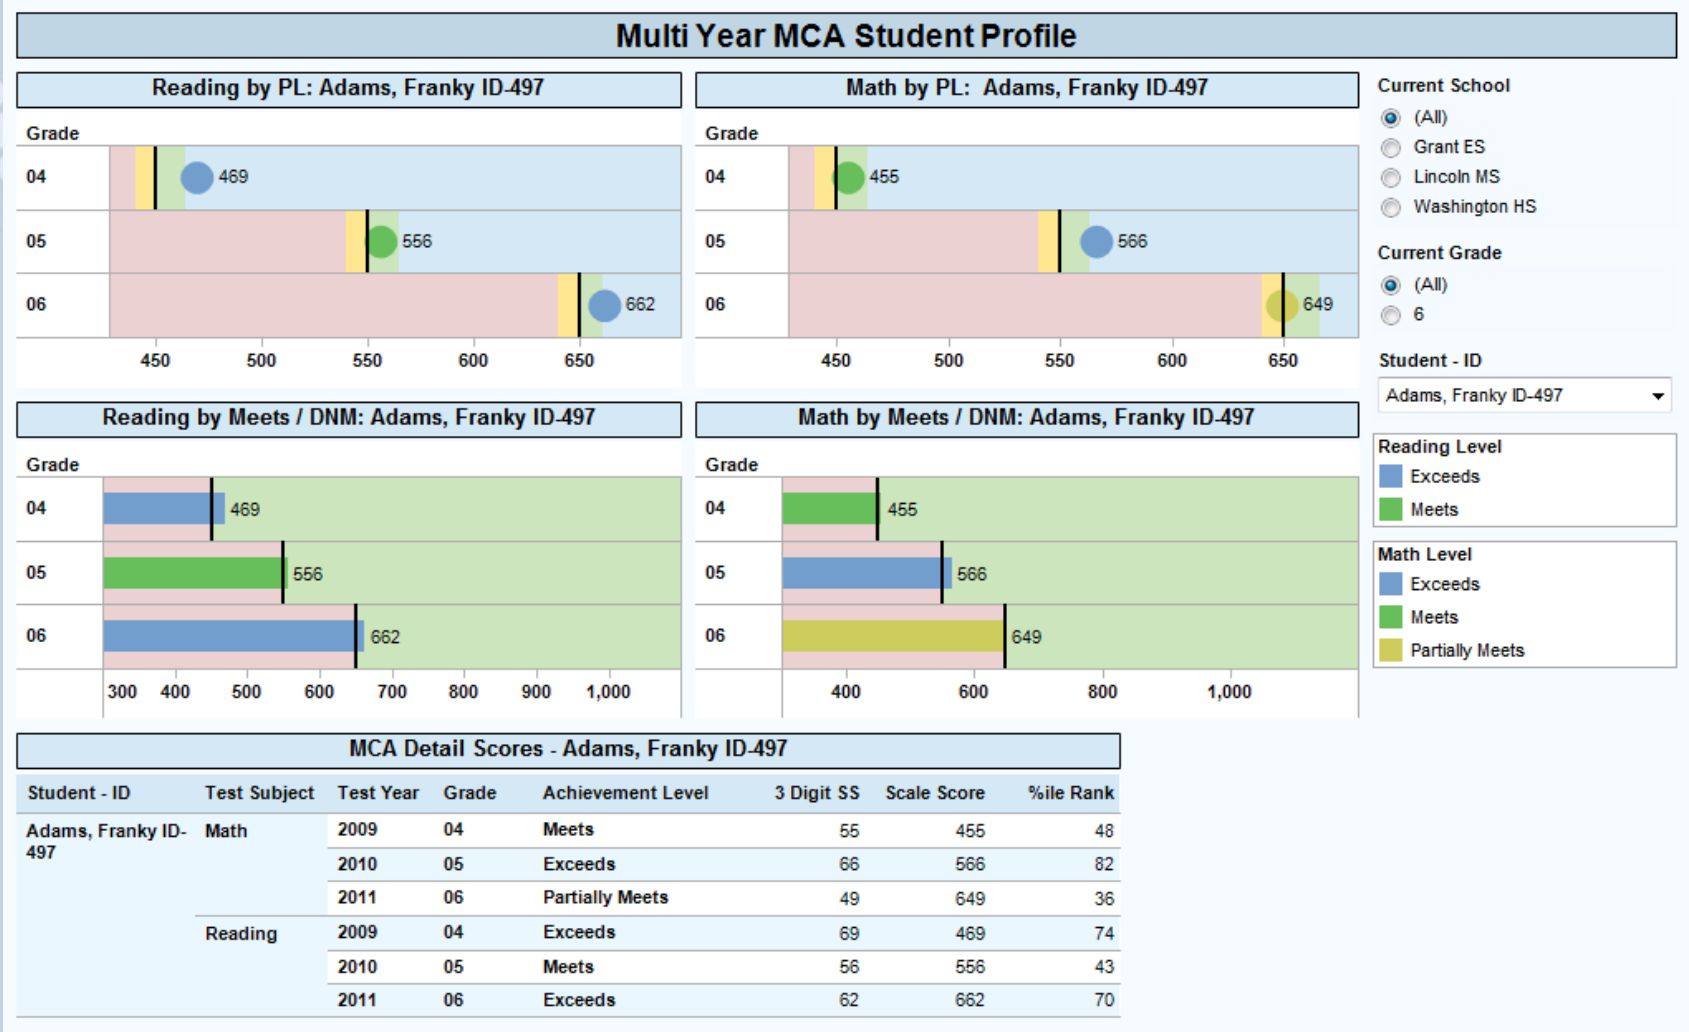 Multi Year MCA Student Profile
Reading by PL: Adams, Franky ID-497
Grade
04
469
05
556
06
662
450 500 550 600 650
Math by PL: Adams, Franky ID-497
Grade
04
455
05
566
06
649
450 500 550 600 650
Current School
(All)
Grant ES
Lincoln MS
Washington HS
Current Grade
(All)
6
Student - ID
Adams, Franky ID-497
Reading by Meets / DNM: Adams, Franky ID-497
Grade
04
469
05
556
06
662
300 400 500 600 700 800 900 1,000
Math by Meets / DNM: Adams, Franky ID-497
Grade
04
455
05
566
06
649
400 600 800 1,000
Reading Level
Exceeds
Meets
Math Level
Exceeds
Meets
Partially Meets
MCA Detail Scores - Adams, Franky ID-497
Student - ID Test Subject Test Year Grade Achievement Level 3 Digit SS Scale Score %ile Rank
Adams, Franky ID- Math 2009 04 Meets 55 455 48
497
2010 05 Exceeds 66 566 82
2011 06 Partially Meets 49 649 36
Reading 2009 04 Exceeds 69 469 74
2010 05 Meets 56 556 43
2011 06 Exceeds 62 662 70